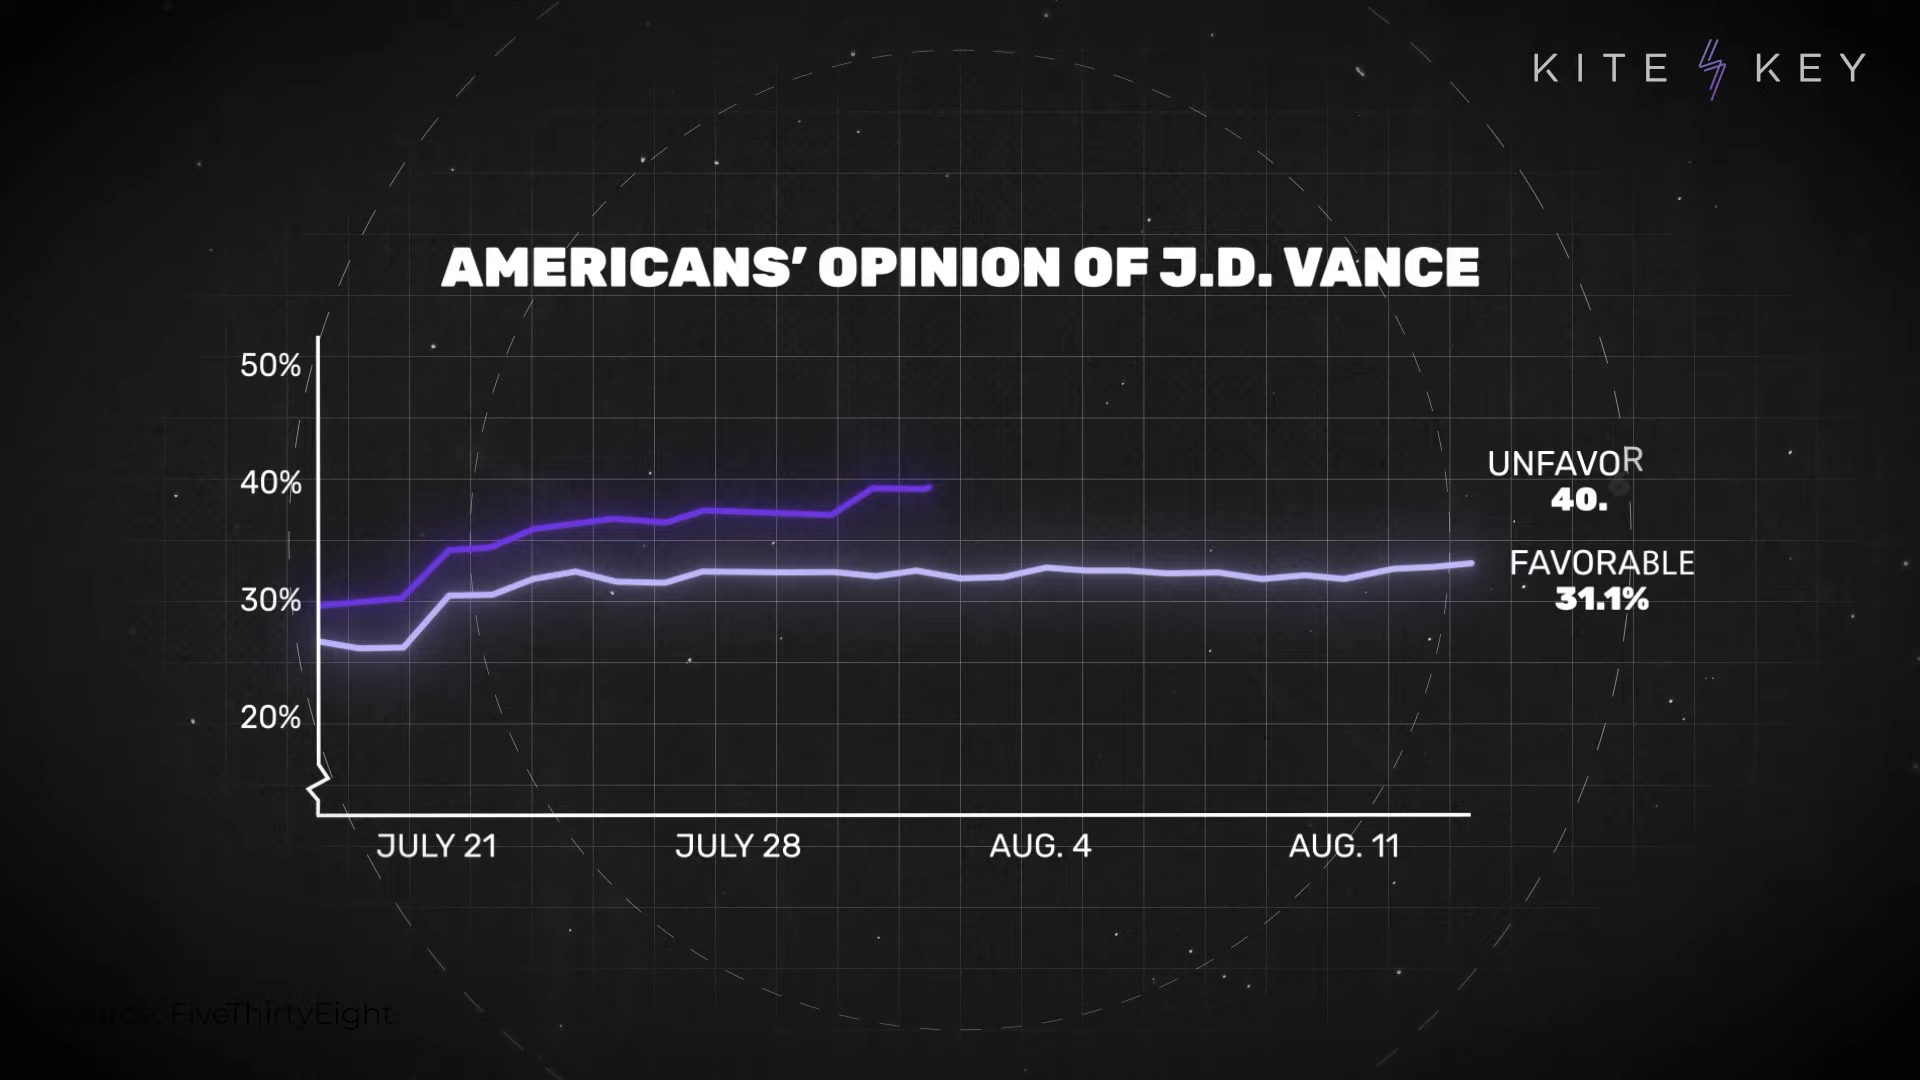 KITE KEY
AMERICANS’ OPINION OF J.D. VANCE
50%
40%
30%
20%
UNFAVOR
40.
FAVORABLE
31.1%
JULY 21
JULY 28
AUG. 4
AUG. 11
FiveThirtyEight